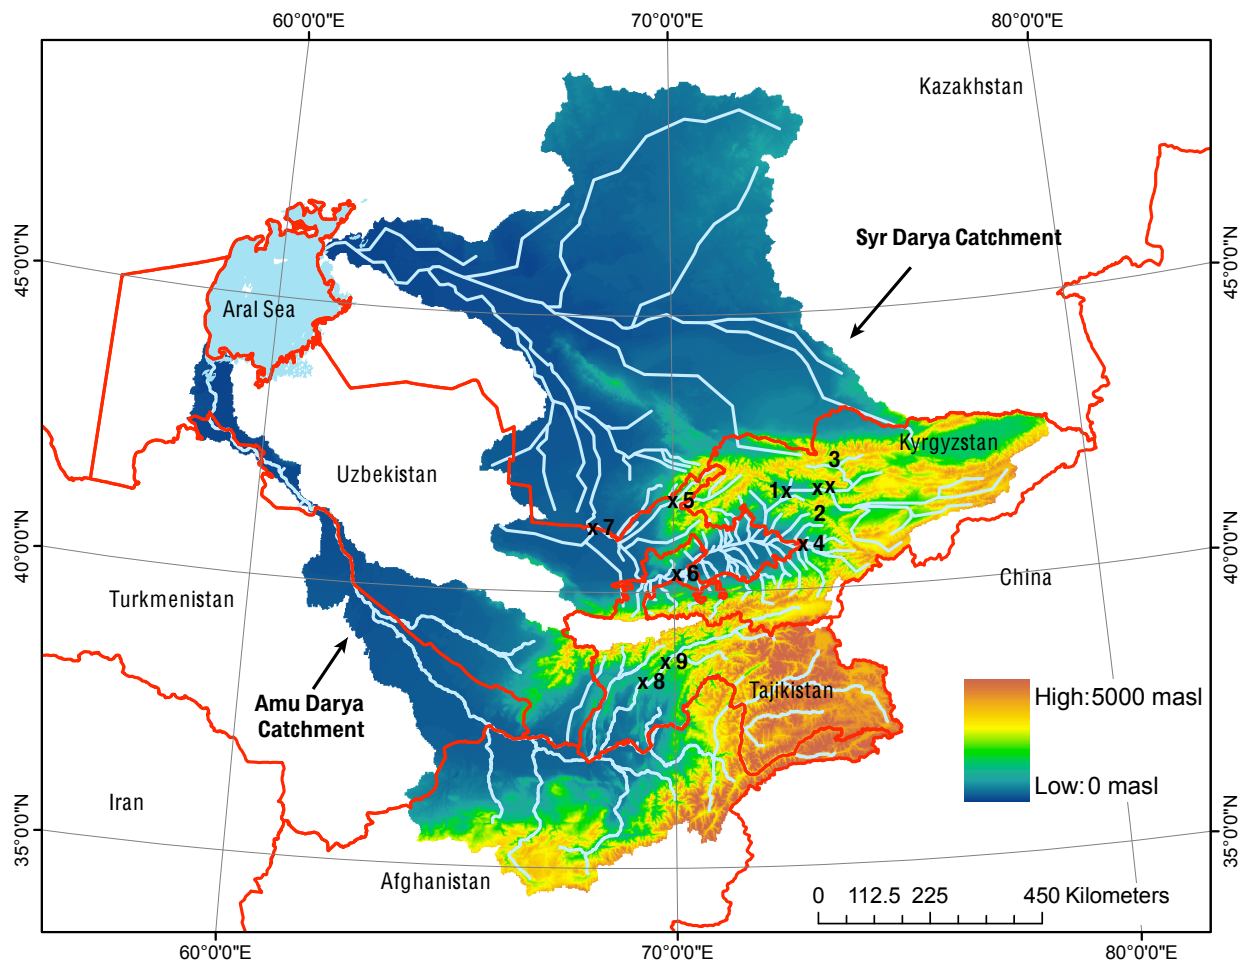 60°0'0"E
70°0'0"E
80°0'0"E
Kazakhstan
45°0'0"N
45°0'0"N
Syr Darya Catchment
Aral Sea
Kyrgyzstan
3
Uzbekistan
1x
xx
x 5
2
x 7
x 4
40°0'0"N
40°0'0"N
x 6
China
Turkmenistan
x 9
x 8
Tajikistan
Amu Darya
Catchment
High:5000 masl
Low:0 masl
Iran
35°0'0"N
35°0'0"N
Afghanistan
0 112.5 225 450 Kilometers
60°0'0"E
70°0'0"E
80°0'0"E